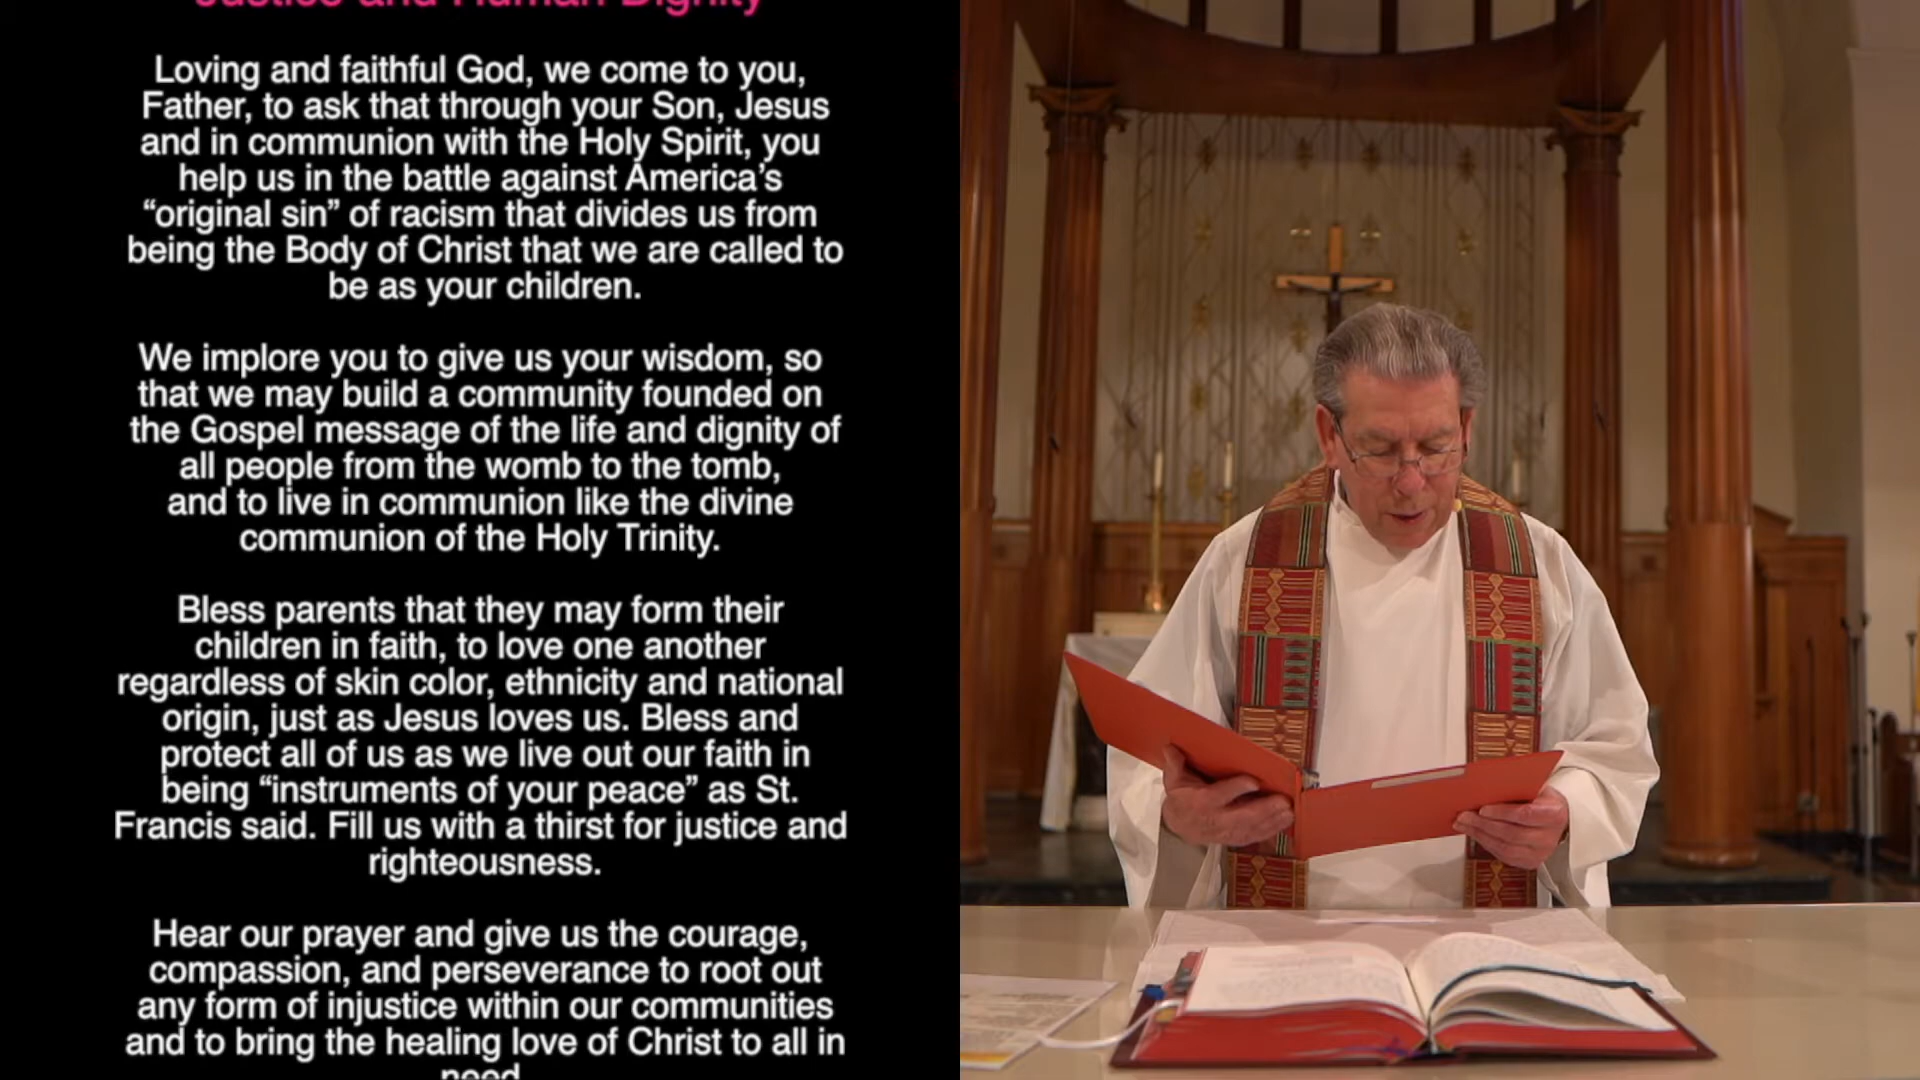 Justice and Human Dignity
Loving and faithful God, we come to you,
Father, to ask that through your Son, Jesus
and in communion with the Holy Spirit, you
help us in the battle against America’s
“original sin” of racism that divides us from
being the Body of Christ that we are called to
be as your children.
We implore you to give us your wisdom, so
that we may build a community founded on
the Gospel message of the life and dignity of
all people from the womb to the tomb,
and to live in communion like the divine
communion of the Holy Trinity.
Bless parents that they may form their
children in faith, to love one another
regardless of skin color, ethnicity and national
origin, just as Jesus loves us. Bless and
protect all of us as we live out our faith in
being “instruments of your peace” as St.
Francis said. Fill us with a thirst for justice and
righteousness.
Hear our prayer and give us the courage,
compassion, and perseverance to root out
any form of injustice within our communities
and to bring the healing love of Christ to all in
need.